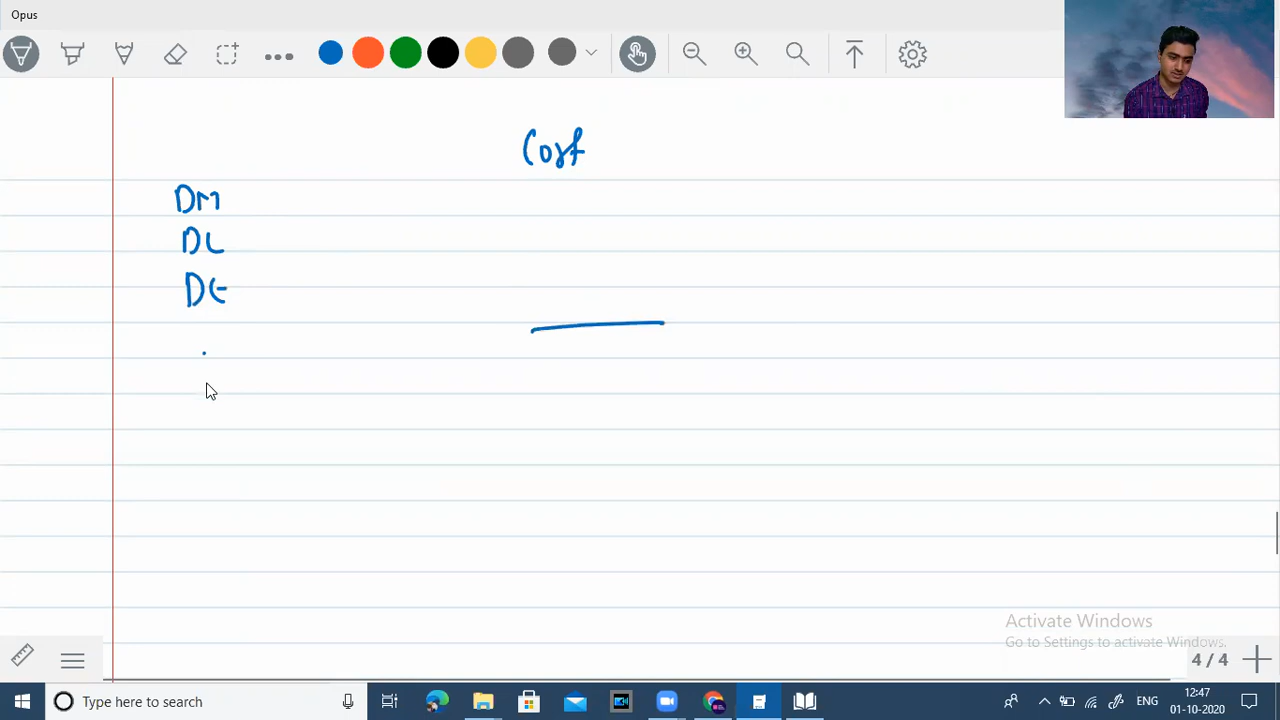 Opus
Cost
DM
DL
DE
Activate Windows
Go to Settings to activate Windows.
4 / 4
Type here to search
ENG
12:47
01-10-2020